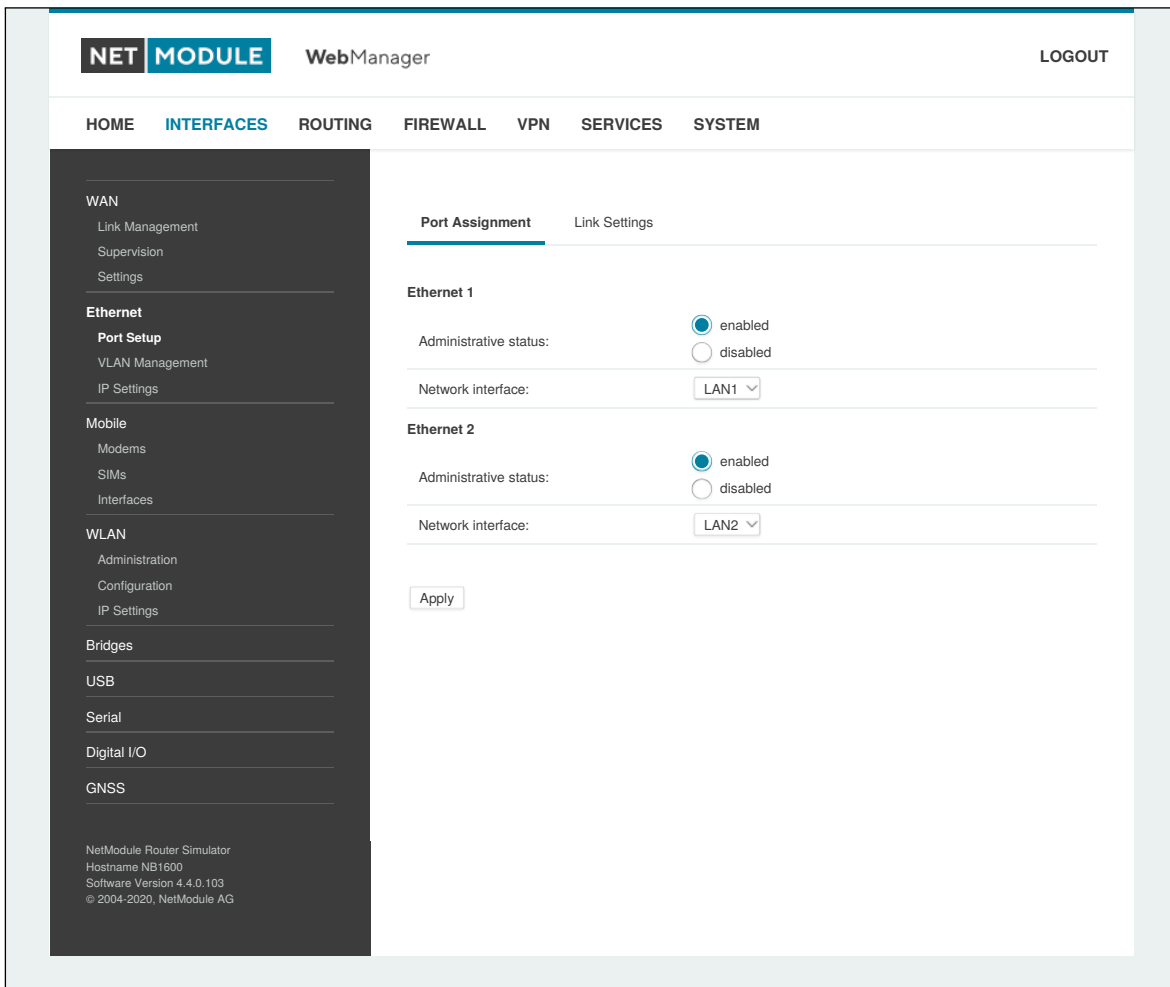 NET MODULE WebManager LOGOUT
HOME INTERFACES ROUTING FIREWALL VPN SERVICES SYSTEM
WAN
Link Management
Supervision
Settings
Ethernet
Port Setup
VLAN Management
IP Settings
Mobile
Modems
SIMs
Interfaces
WLAN
Administration
Configuration
IP Settings
Bridges
USB
Serial
Digital I/O
GNSS
NetModule Router Simulator
Hostname NB1600
Software Version 4.4.0.103
© 2004-2020, NetModule AG
Port Assignment Link Settings
Ethernet 1
Administrative status:
enabled
disabled
Network interface: LAN1
Ethernet 2
Administrative status:
enabled
disabled
Network interface: LAN2
Apply